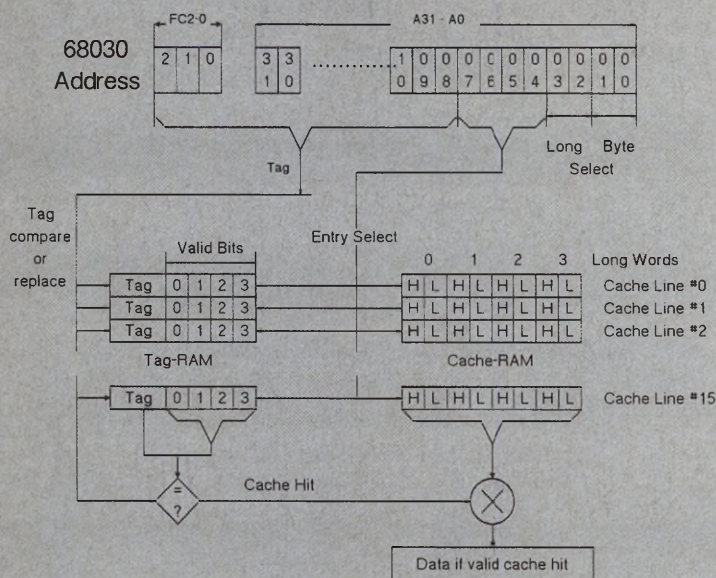 FC2-0
A31 - A0
68030
Address
2 1 0
3 3 1 0 0 0 0 0 0 0 0 0 0
1 0 0 9 8 7 6 5 4 3 2 1 0
Long Byte
Select
Tag
Tag
compare
or
replace
Valid Bits
Entry Select
0 1 2 3 Long Words
Tag 0 1 2 3 H L H L H L H L Cache Line #0
Tag 0 1 2 3 H L H L H L H L Cache Line #1
Tag 0 1 2 3 H L H L H L H L Cache Line #2
Tag-RAM Cache-RAM
Tag 0 1 2 3 H L H L H L H L Cache Line #15
=
?
Cache Hit
Data if valid cache hit